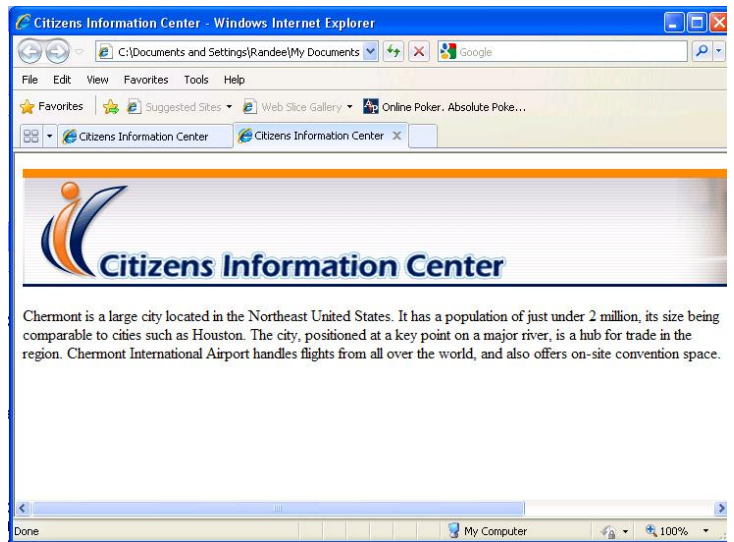 Citizens Information Center - Windows Internet Explorer
C:\Documents and Settings\Randee\My Documents
Google
File Edit View Favorites Tools Help
Favorites Suggested Sites Web Slice Gallery Online Poker. Absolute Poke...
Citizens Information Center Citizens Information Center X
Citizens Information Center
Chermont is a large city located in the Northeast United States. It has a population of just under 2 million, its size being
comparable to cities such as Houston. The city, positioned at a key point on a major river, is a hub for trade in the
region. Chermont International Airport handles flights from all over the world, and also offers on-site convention space.
Done My Computer 100%